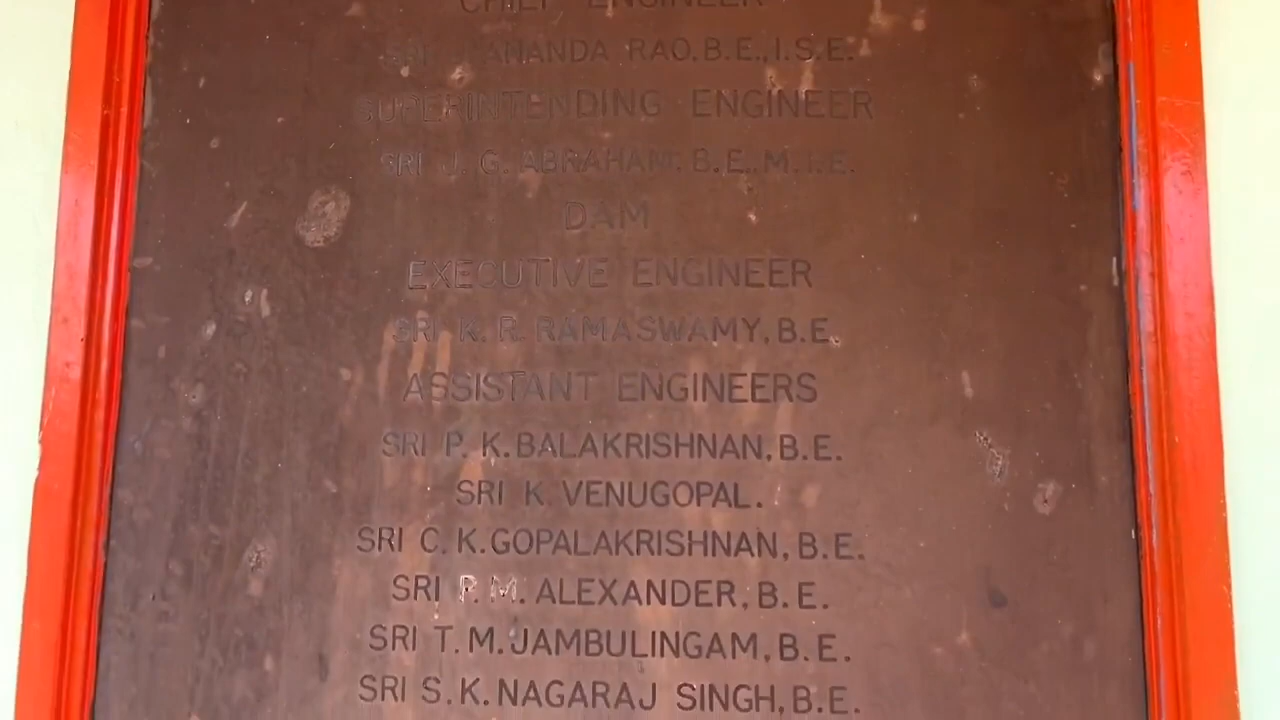 CHIEF ENGINEER
SRI ANANDA RAO.B.E.,I.S.E.
SUPERINTENDING ENGINEER
SRI J. G. ABRAHAM. B.E., M.I.E.
DAM
EXECUTIVE ENGINEER
SRI K. R. RAMASWAMY, B.E.
ASSISTANT ENGINEERS
SRI P. K.BALAKRISHNAN, B.E.
SRI K. VENUGOPAL.
SRI C. K.GOPALAKRISHNAN, B.E.
SRI P.M. ALEXANDER, B.E.
SRI T.M.JAMBULINGAM, B.E.
SRI S.K.NAGARAJ SINGH, B.E.